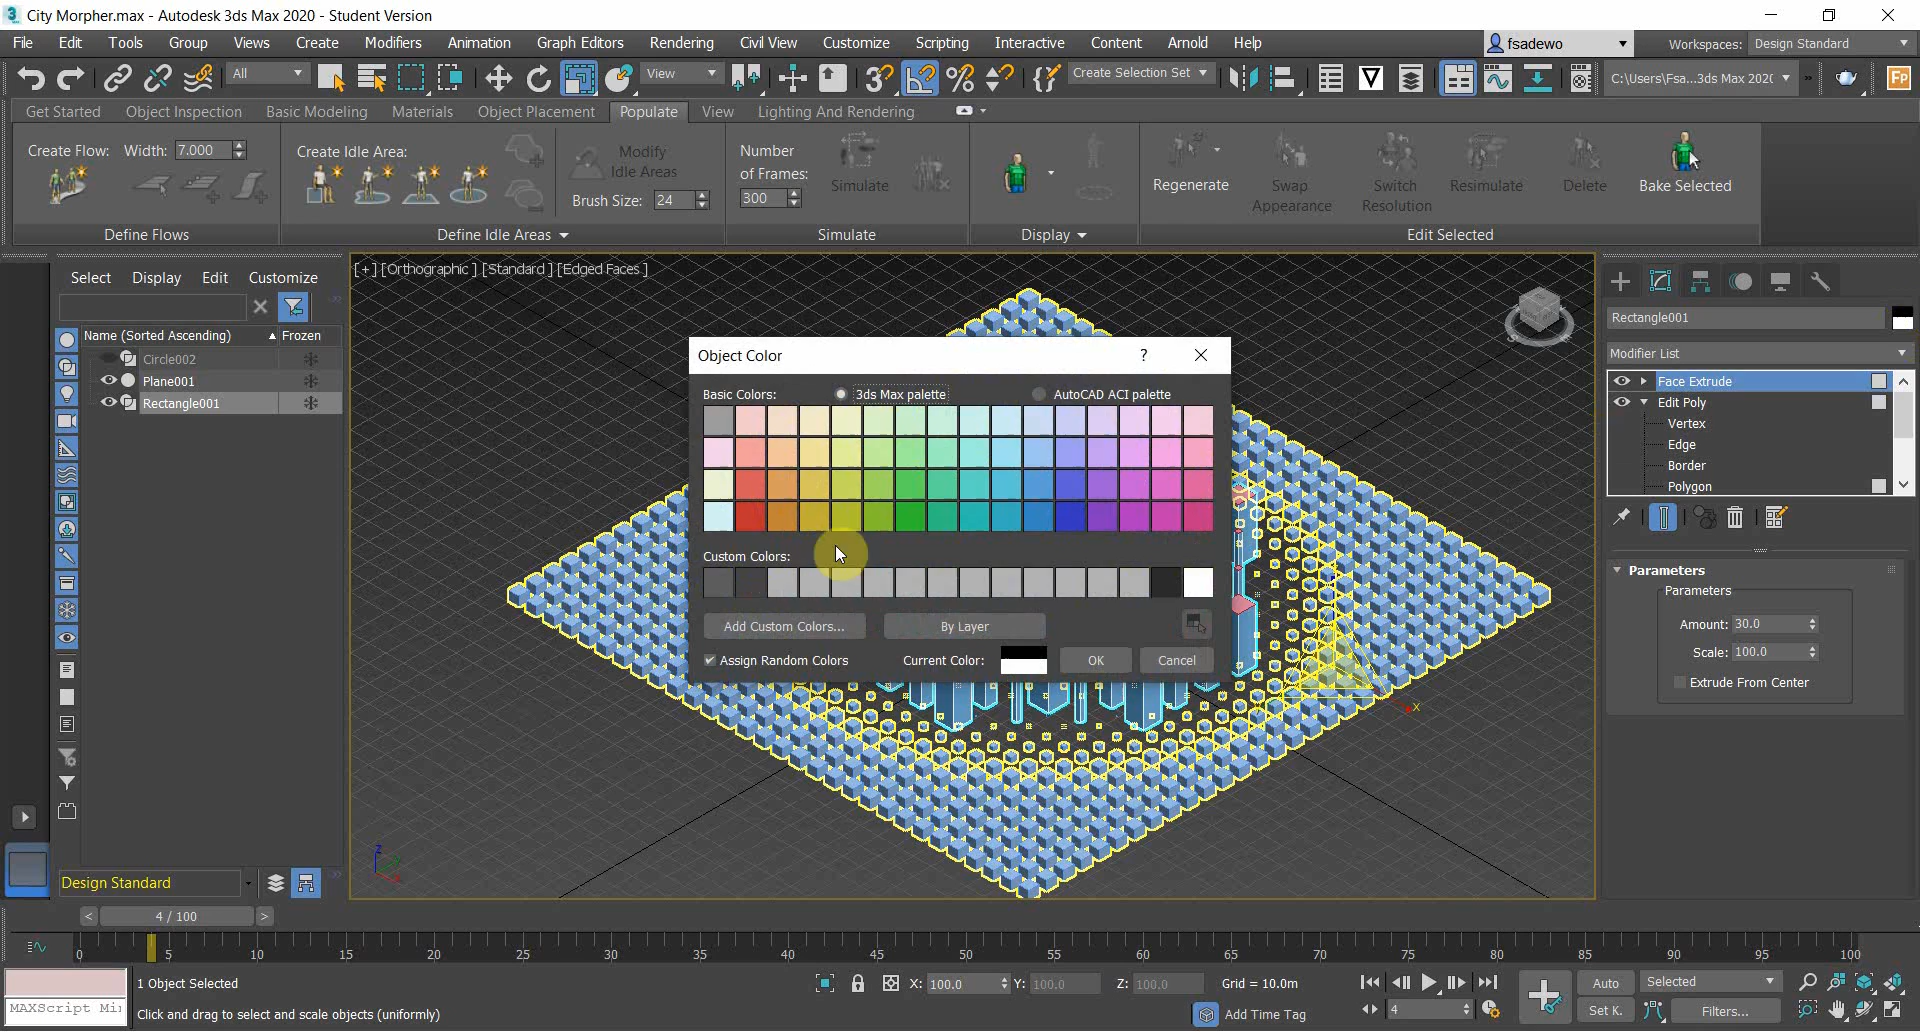 City Morpher.max - Autodesk 3ds Max 2020 - Student Version
File Edit Tools Group Views Create Modifiers Animation Graph Editors Rendering Civil View Customize Scripting Interactive Content Arnold Help
fsadewo
Workspaces: Design Standard
All
View
Create Selection Set
C:\Users\Fsa...3ds Max 202(
Get Started Object Inspection Basic Modeling Materials Object Placement Populate View Lighting And Rendering
Create Flow: Width: 7.000
Create Idle Area:
Modify
Idle Areas
Brush Size: 24
Number
of Frames:
300
Simulate
Regenerate
Swap
Appearance
Switch
Resolution
Resimulate
Delete
Bake Selected
Define Flows
Define Idle Areas
Simulate
Display
Edit Selected
Select Display Edit Customize
Name (Sorted Ascending) Frozen
Circle002
Plane001
Rectangle001
Design Standard
[+] [Orthographic ] [Standard ] [Edged Faces ]
Object Color
?
Basic Colors: 3ds Max palette AutoCAD ACI palette
Custom Colors:
Add Custom Colors... By Layer
Assign Random Colors Current Color: OK Cancel
x
z
Rectangle001
Modifier List
Face Extrude
Edit Poly
Vertex
Edge
Border
Polygon
Parameters
Parameters
Amount: 30.0
Scale: 100.0
Extrude From Center
< 4 / 100 >
0 5 10 15 20 25 30 35 40 45 50 55 60 65 70 75 80 85 90 95 100
1 Object Selected
X: 100.0 Y: 100.0 Z: 100.0 Grid = 10.0m
Auto Selected
MAXScript Mi
Click and drag to select and scale objects (uniformly)
Add Time Tag
4
Set K. Filters...